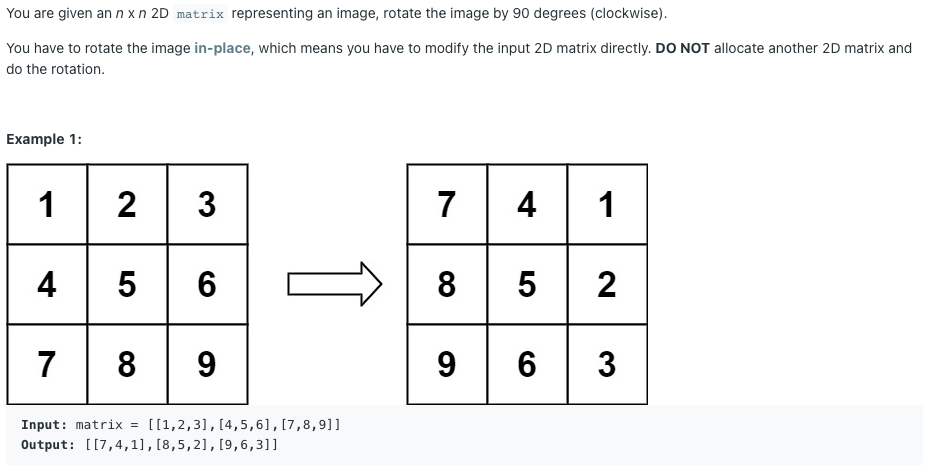 You are given an n x n 2D matrix representing an image, rotate the image by 90 degrees (clockwise).
You have to rotate the image in-place, which means you have to modify the input 2D matrix directly. DO NOT allocate another 2D matrix and
do the rotation.
Example 1:
1 2 3 7 4 1
4 5 6 8 5 2
7 8 9 9 6 3
Input: matrix = [[1,2,3],[4,5,6],[7,8,9]]
Output: [[7,4,1],[8,5,2],[9,6,3]]